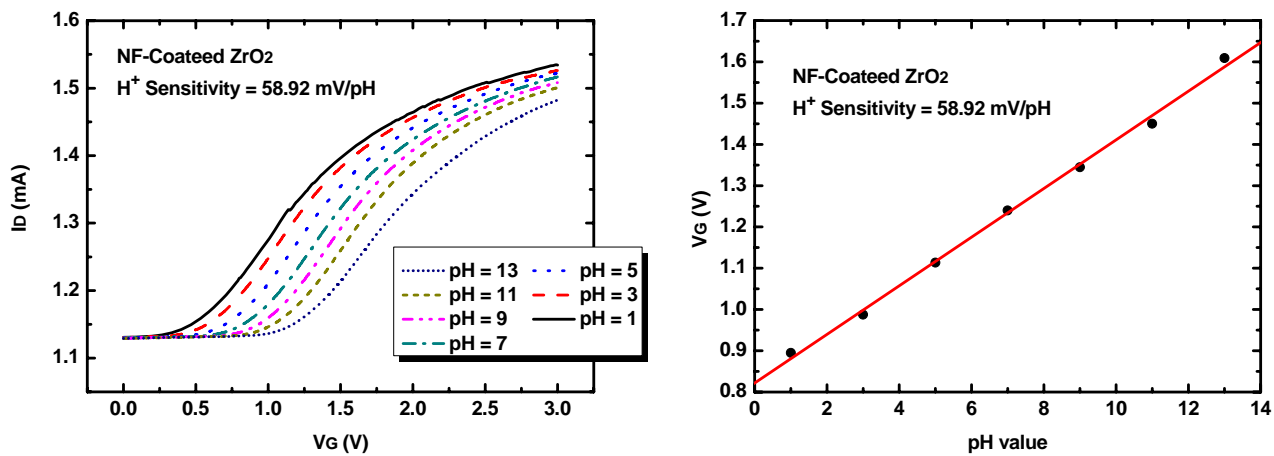 NF-Coateed ZrO2
H+ Sensitivity = 58.92 mV/pH
ID (mA)
1.6
1.5
1.4
1.3
1.2
1.1
pH = 13
pH = 5
pH = 11
pH = 3
pH = 9
pH = 1
pH = 7
0.0 0.5 1.0 1.5 2.0 2.5 3.0
VG (V)
NF-Coateed ZrO2
H+ Sensitivity = 58.92 mV/pH
VG (V)
1.7
1.6
1.5
1.4
1.3
1.2
1.1
1.0
0.9
0.8
0 2 4 6 8 10 12 14
pH value